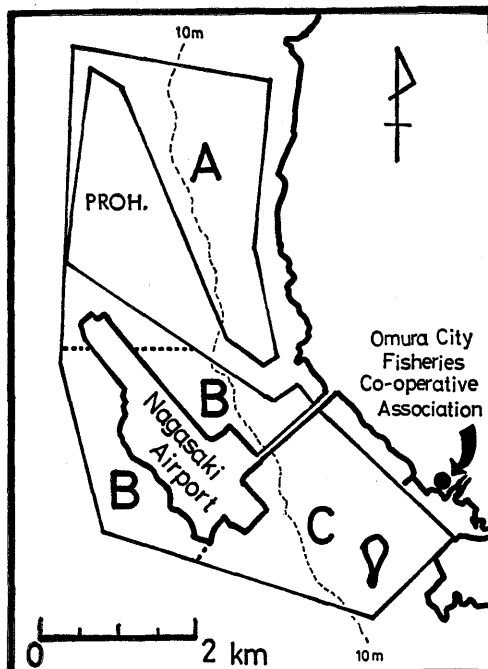 10m
A
PROH.
Omura City
Fisheries
Co-operative
Association
B
Nagasaki
Airport
B
C
0 2 km
10m